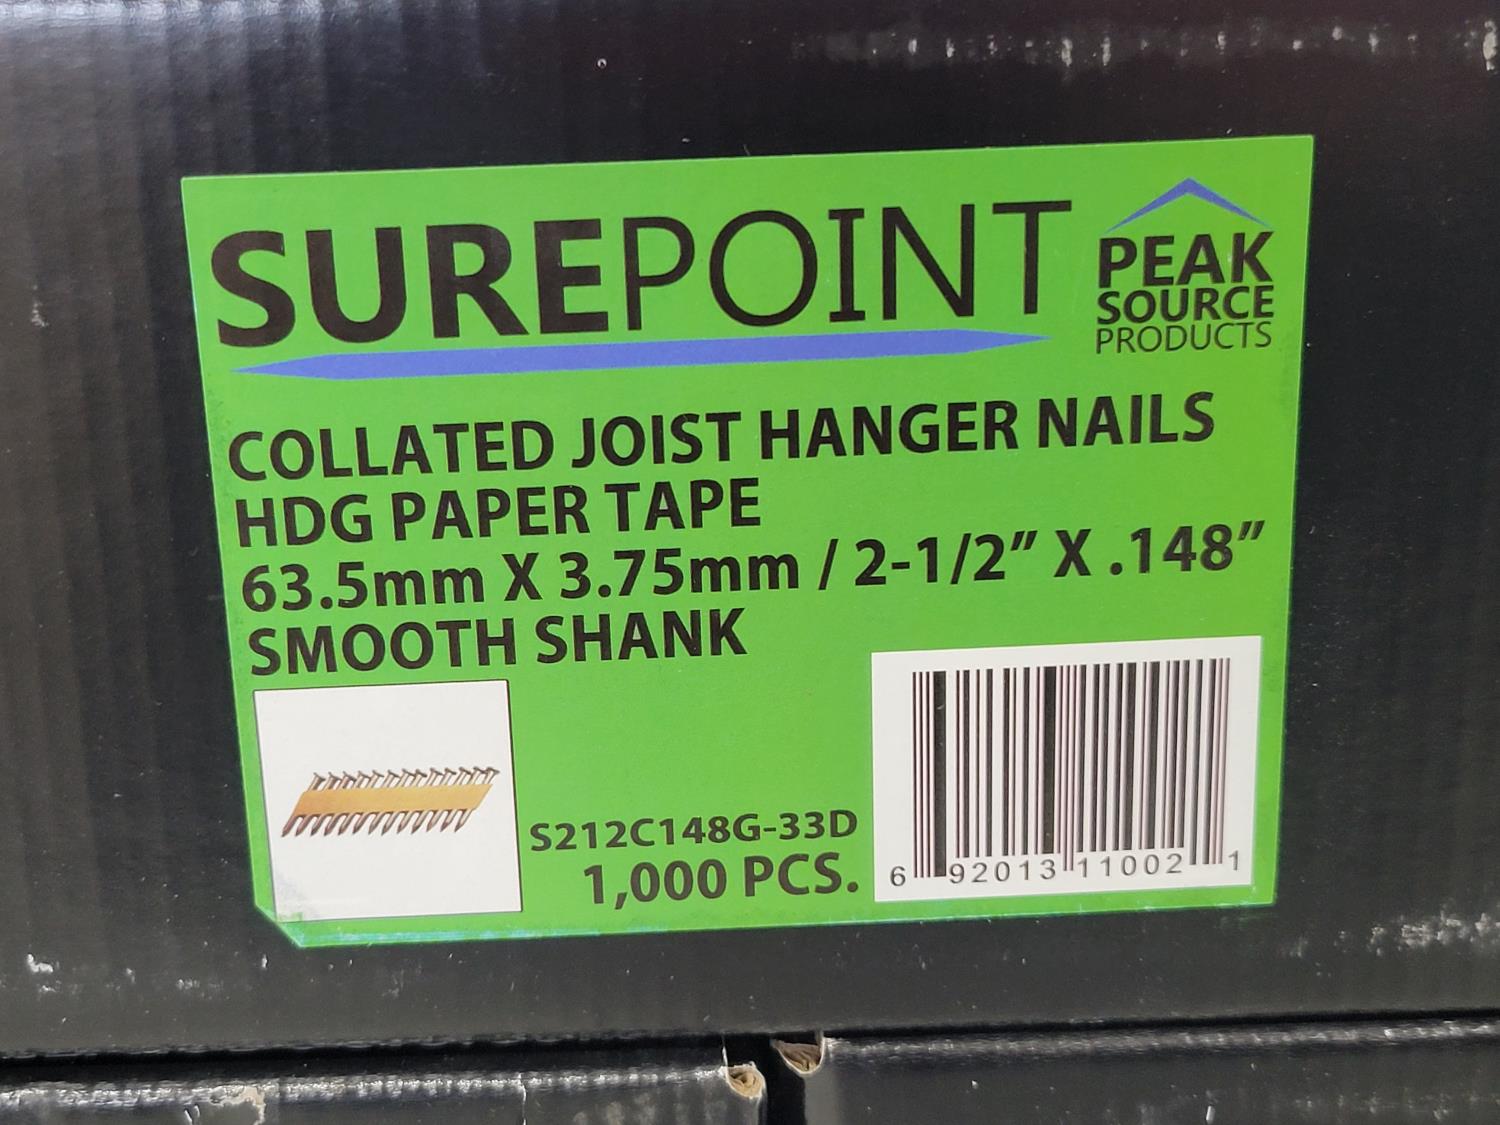 SUREPOINT
PEAK
SOURCE
PRODUCTS
COLLATED JOIST HANGER NAILS
HDG PAPER TAPE
63.5mm X 3.75mm / 2-1/2” X .148”
SMOOTH SHANK
S212C148G-33D
1,000 PCS.
6 92013 11002 1